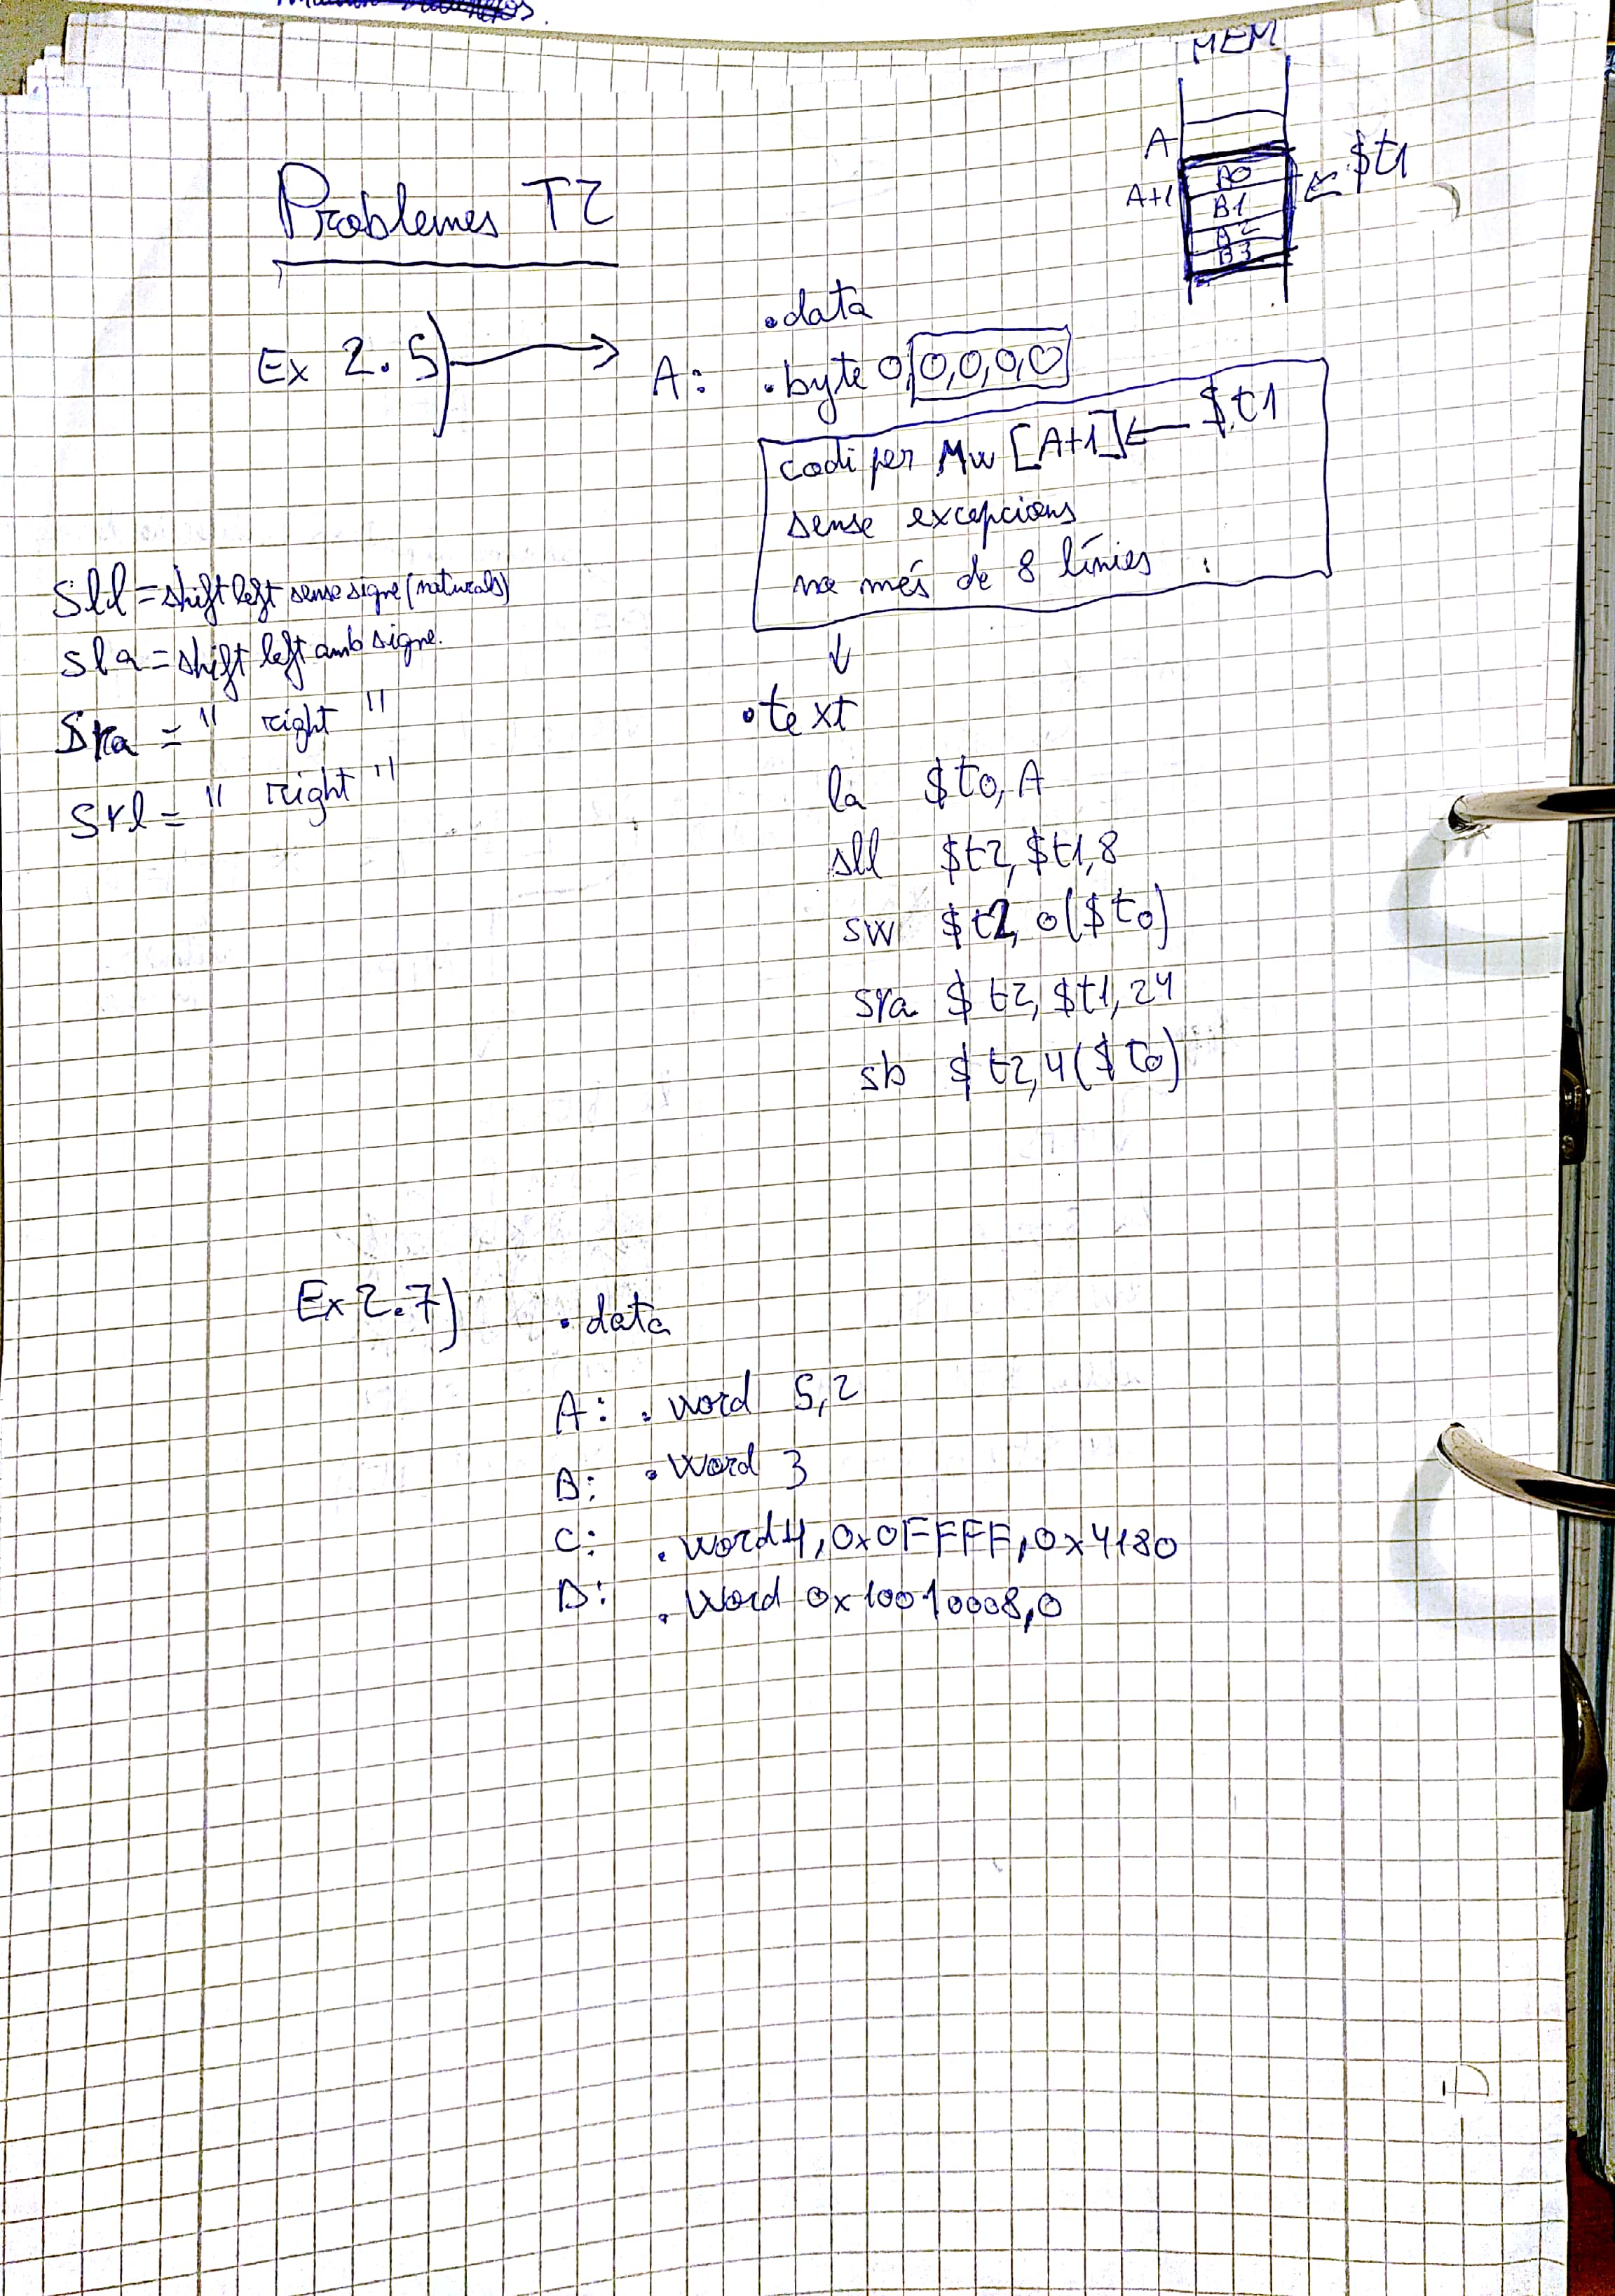 MEM
A
A+1
B1
B3
$t1
Problemes T2
Ex 2.5)
.data
A: .byte 0,0,0,0,0
codi per Mw [A+1] ← $t1
sense excepcions
no més de 8 línies
sll = shift left sense signe (naturals)
sla = shift left amb signe.
sra = " right "
srl = " right "
.text
la $t0, A
sll $t2, $t1, 8
sw $t2, 0($t0)
sra $t2, $t1, 24
sb $t2, 4($t0)
Ex 2.7)
.data
A: .word 5,2
B: .word 3
C: .word 4, 0x0FFFF, 0x4180
D: .word 0x10010008,0